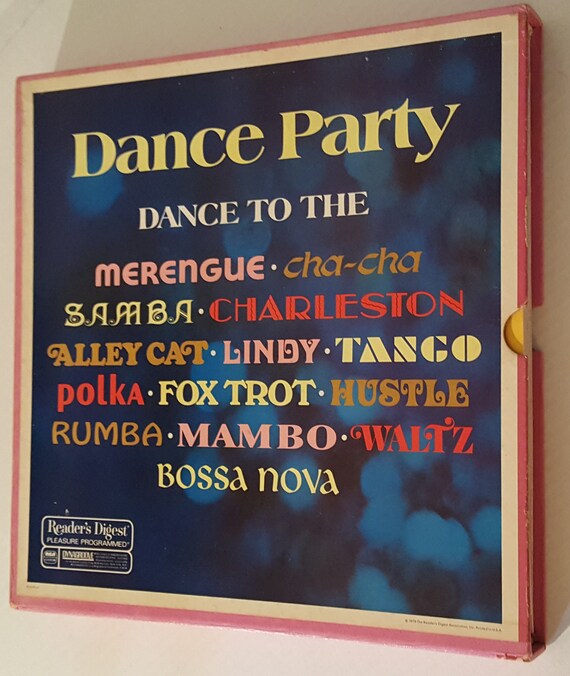 Dance Party
DANCE TO THE
MERENGUE · cha-cha
SAMBA · CHARLESTON
ALLEY CAT · LINDY · TANGO
POLKA · FOX TROT · HUSTLE
RUMBA · MAMBO · WALTZ
BOSSA NOVA
Reader's Digest®
PLEASURE PROGRAMMED®
RCA DYNAGROOVE